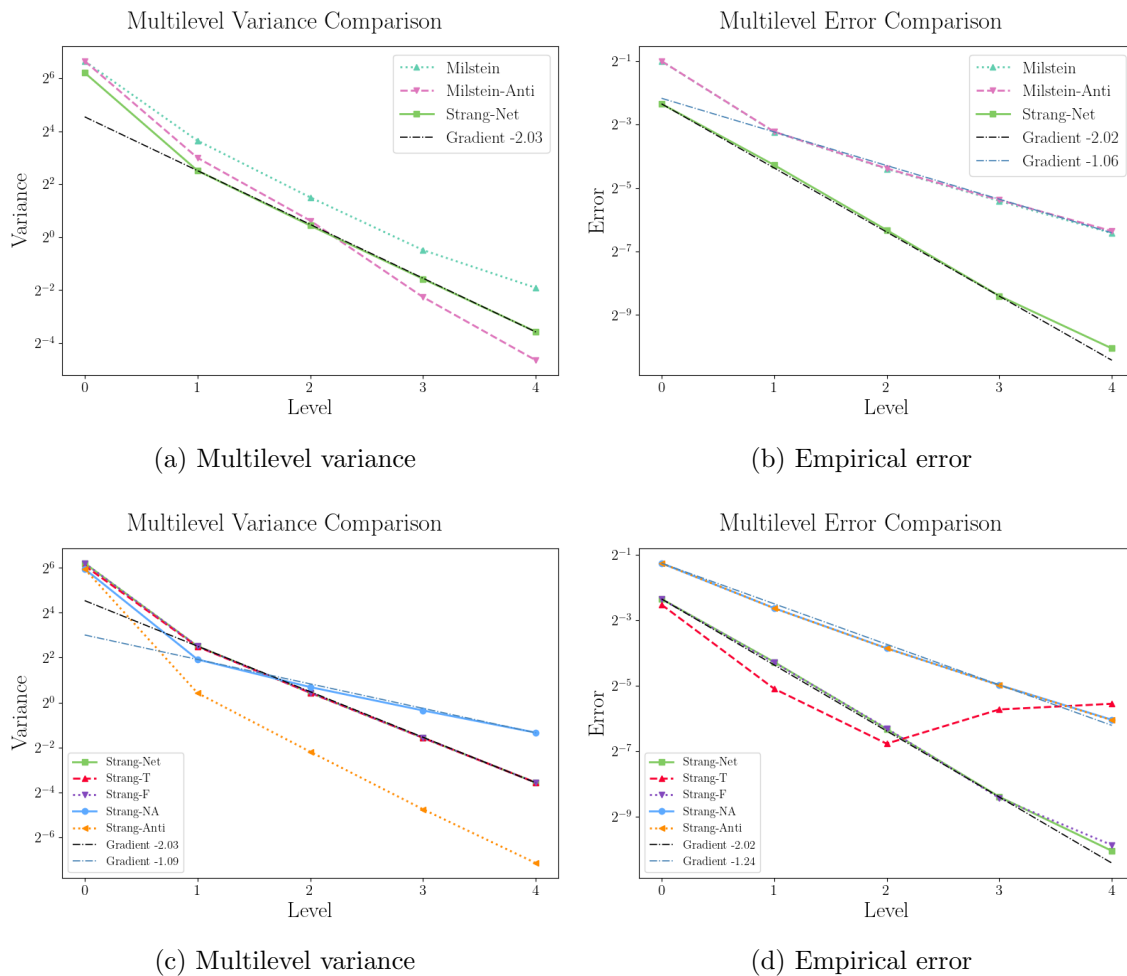 Multilevel Variance Comparison
2^6
2^4
2^2
2^0
2^{-2}
2^{-4}
Variance
Milstein
Milstein-Anti
Strang-Net
Gradient -2.03
0 1 2 3 4
Level
(a) Multilevel variance
Multilevel Error Comparison
2^{-1}
2^{-3}
2^{-5}
2^{-7}
2^{-9}
Error
Milstein
Milstein-Anti
Strang-Net
Gradient -2.02
Gradient -1.06
0 1 2 3 4
Level
(b) Empirical error
Multilevel Variance Comparison
2^6
2^4
2^2
2^0
2^{-2}
2^{-4}
2^{-6}
Variance
Strang-Net
Strang-T
Strang-F
Strang-NA
Strang-Anti
Gradient -2.03
Gradient -1.09
0 1 2 3 4
Level
(c) Multilevel variance
Multilevel Error Comparison
2^{-1}
2^{-3}
2^{-5}
2^{-7}
2^{-9}
Error
Strang-Net
Strang-T
Strang-F
Strang-NA
Strang-Anti
Gradient -2.02
Gradient -1.24
0 1 2 3 4
Level
(d) Empirical error